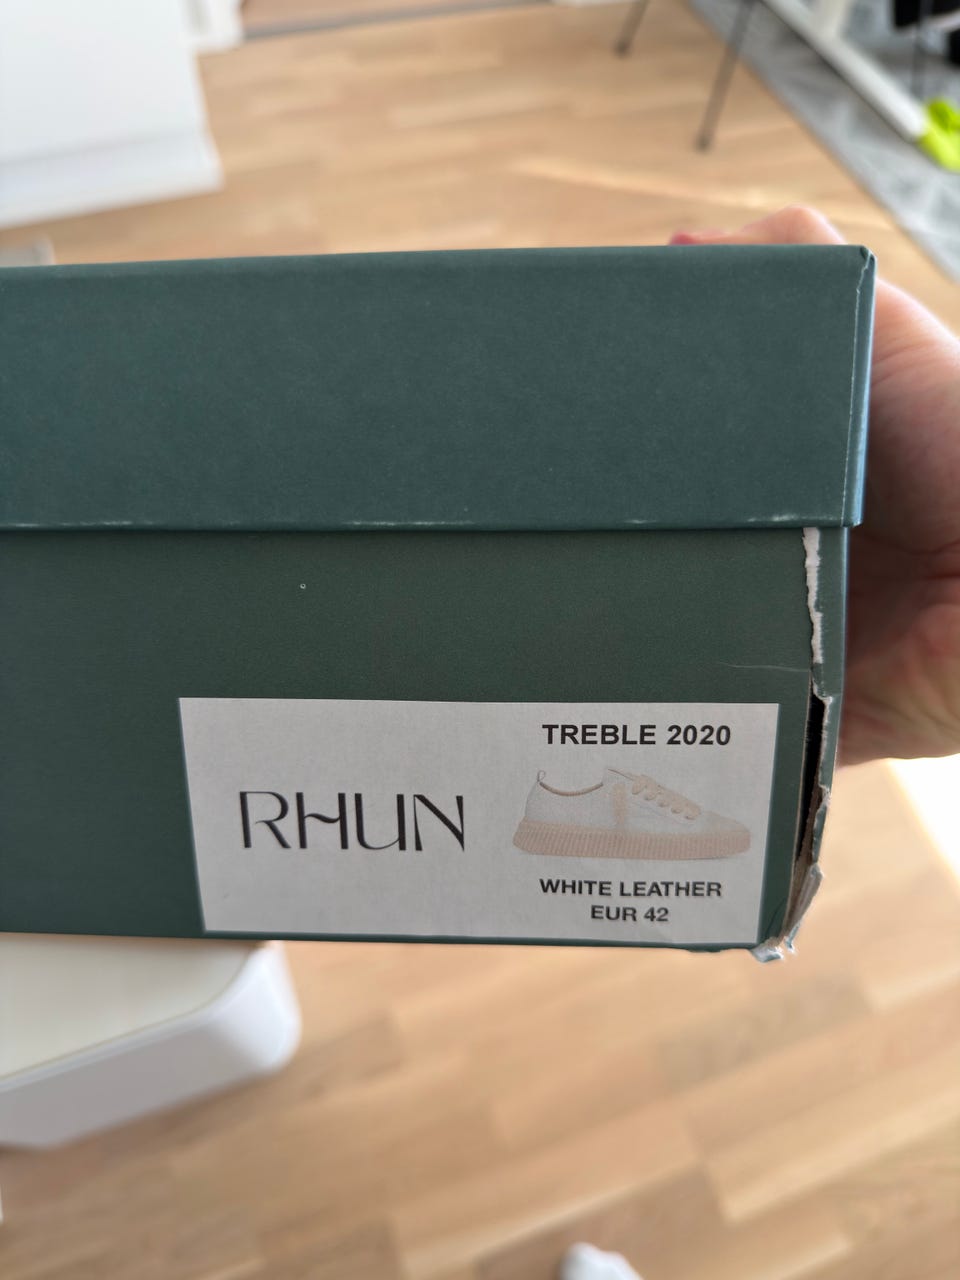 TREBLE 2020
RHUN
WHITE LEATHER
EUR 42